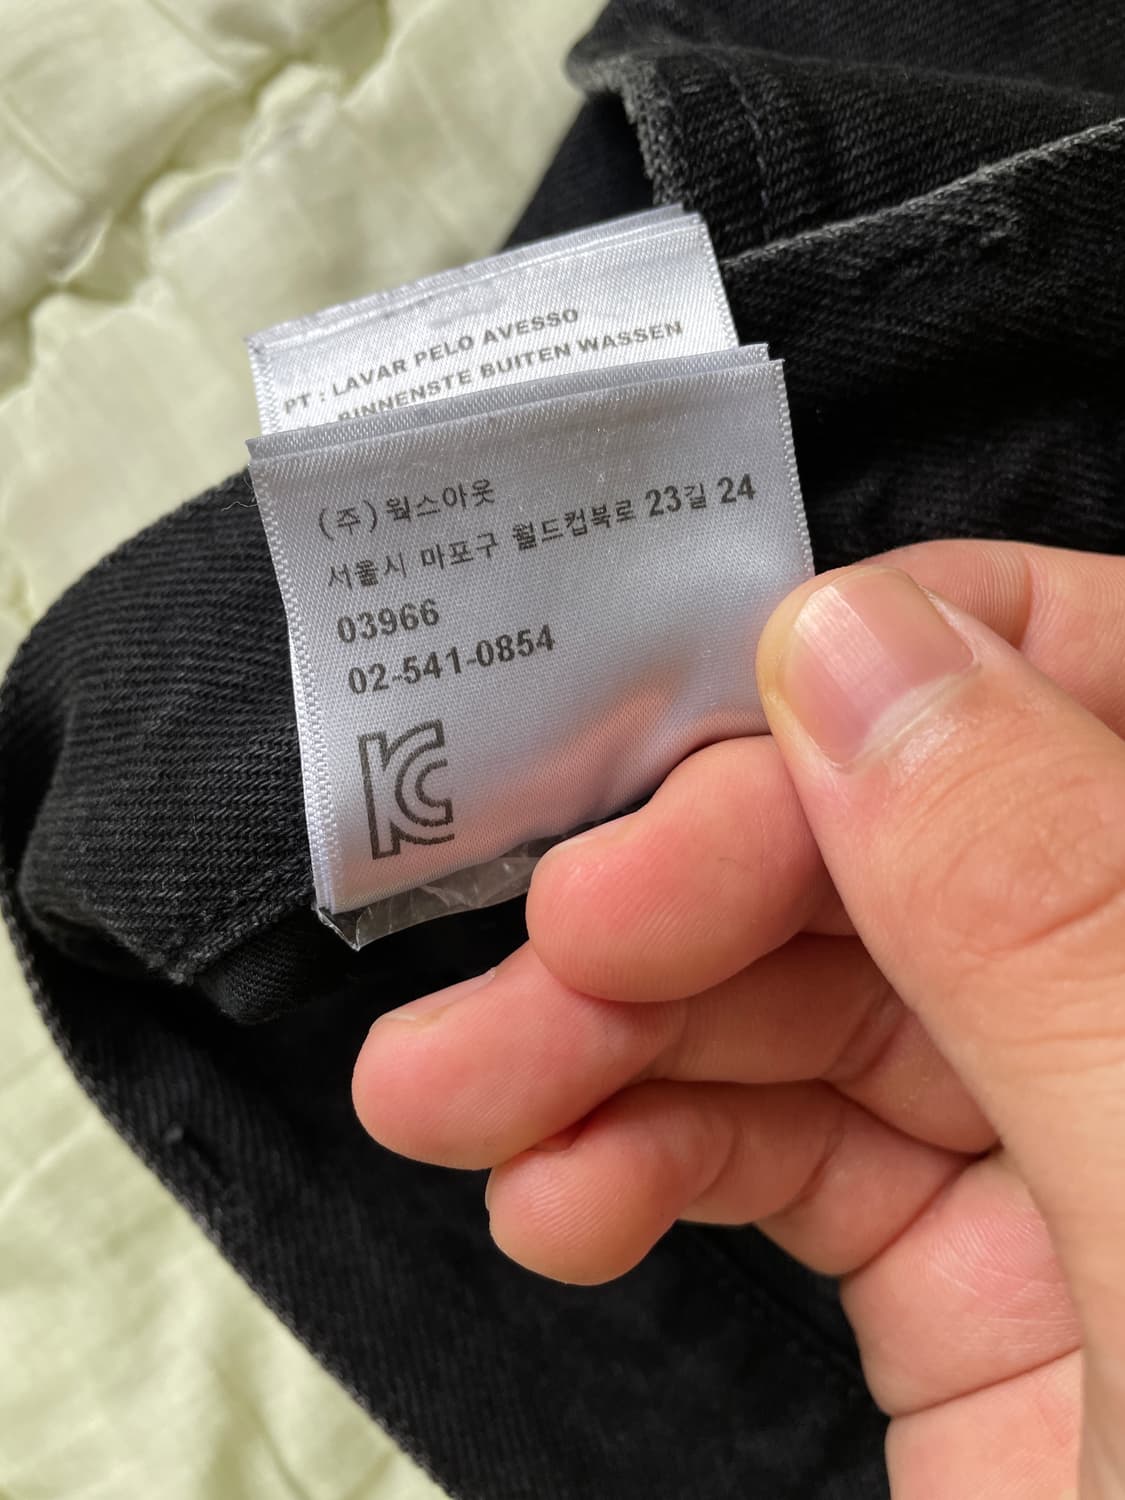 PT : LAVAR PELO AVESSO
BINNENSTE BUITEN WASSEN
(주)웍스아웃
서울시 마포구 월드컵북로 23길 24
03966
02-541-0854
KC